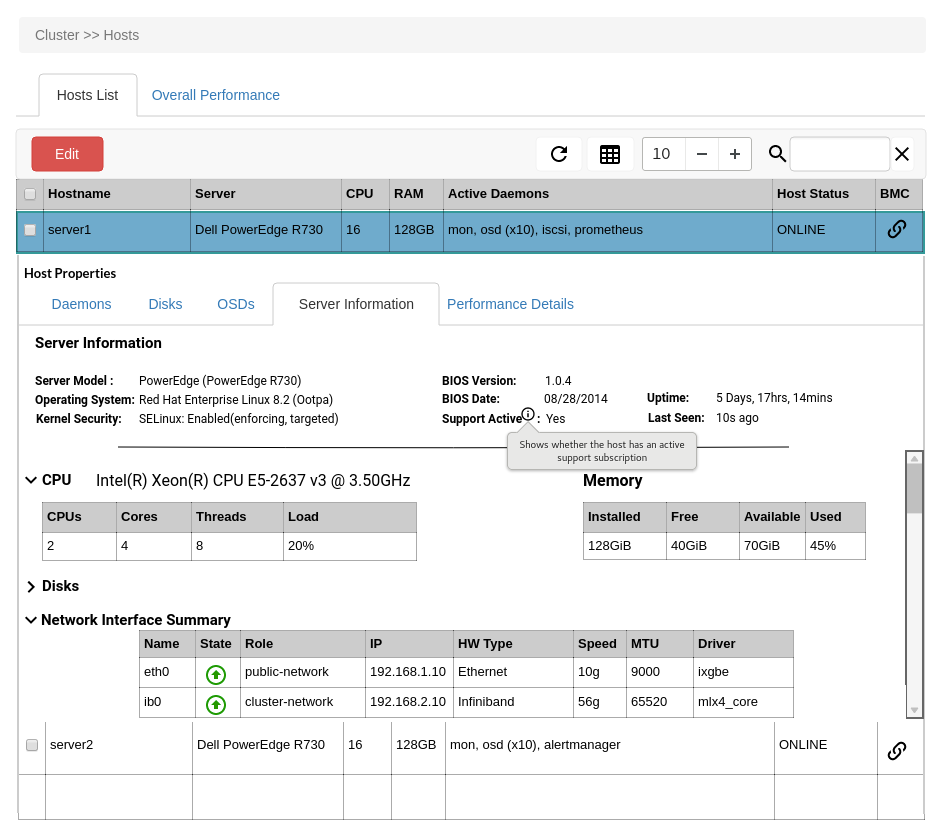 Cluster >> Hosts
Hosts List Overall Performance
Edit 10 − +
Hostname Server CPU RAM Active Daemons Host Status BMC
server1 Dell PowerEdge R730 16 128GB mon, osd (x10), iscsi, prometheus ONLINE
Host Properties
Daemons Disks OSDs Server Information Performance Details
Server Information
Server Model : PowerEdge (PowerEdge R730) BIOS Version: 1.0.4
Operating System: Red Hat Enterprise Linux 8.2 (Ootpa) BIOS Date: 08/28/2014 Uptime: 5 Days, 17hrs, 14mins
Kernel Security: SELinux: Enabled(enforcing, targeted) Support Active : Yes Last Seen: 10s ago
Shows whether the host has an active
support subscription
CPU Intel(R) Xeon(R) CPU E5-2637 v3 @ 3.50GHz Memory
CPUs Cores Threads Load Installed Free Available Used
2 4 8 20% 128GiB 40GiB 70GiB 45%
Disks
Network Interface Summary
Name State Role IP HW Type Speed MTU Driver
eth0 public-network 192.168.1.10 Ethernet 10g 9000 ixgbe
ib0 cluster-network 192.168.2.10 Infiniband 56g 65520 mlx4_core
server2 Dell PowerEdge R730 16 128GB mon, osd (x10), alertmanager ONLINE